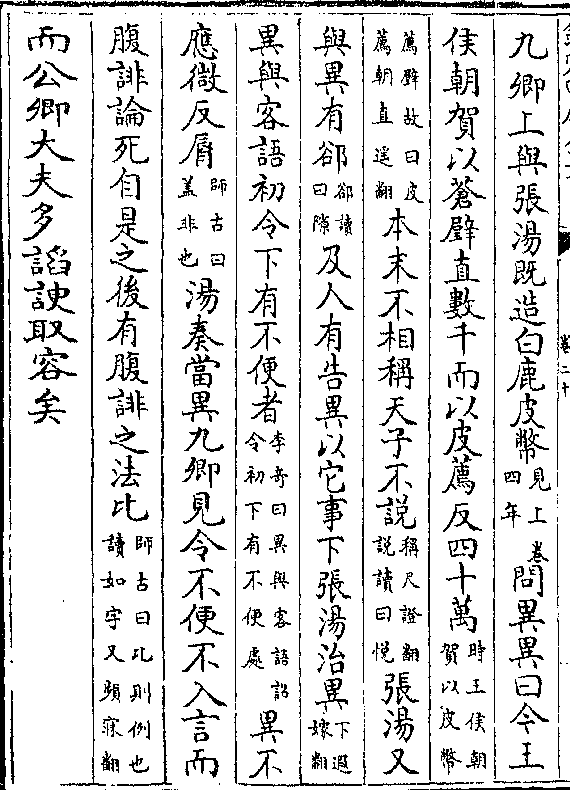 九卿上與張湯既造白鹿皮幣見上卷四年問異異曰今王
侯朝賀以蒼璧直數千而以皮薦反四十萬時王侯朝賀以皮幣
薦璧故曰皮薦朝直遥翻本末不相稱天子不說稱尺證翻說讀曰悦張湯又
與異有郤郤讀曰隙及人有告異以它事下張湯治異下遐嫁翻
異與客語初令下有不便者李奇曰異與客語詔令初下有不便處異不
應微反脣師古曰蓋非也湯奏當異九卿見令不便不入言而
腹誹論死自是之後有腹誹之法比師古曰比則例也讀如字又頻寐翻
而公卿大夫多謟諛取容矣
卷二十